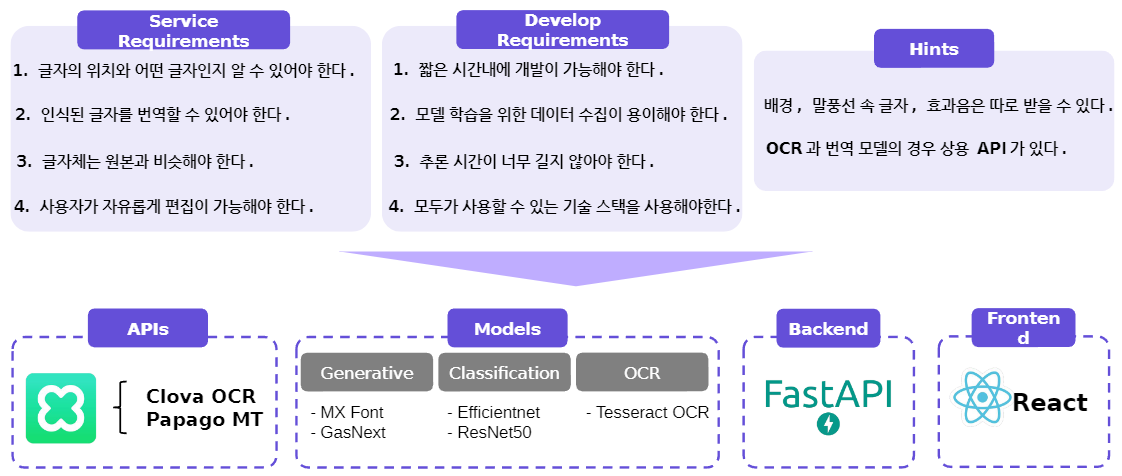 Service
Requirements
1. 글자의 위치와 어떤 글자인지 알 수 있어야 한다.
2. 인식된 글자를 번역할 수 있어야 한다.
3. 글자체는 원본과 비슷해야 한다.
4. 사용자가 자유롭게 편집이 가능해야 한다.
Develop
Requirements
1. 짧은 시간내에 개발이 가능해야 한다.
2. 모델 학습을 위한 데이터 수집이 용이해야 한다.
3. 추론 시간이 너무 길지 않아야 한다.
4. 모두가 사용할 수 있는 기술 스택을 사용해야한다.
Hints
배경, 말풍선 속 글자, 효과음은 따로 받을 수 있다.
OCR과 번역 모델의 경우 상용 API가 있다.
APIs
Clova OCR
Papago MT
Models
Generative
- MX Font
- GasNext
Classification
- Efficientnet
- ResNet50
OCR
- Tesseract OCR
Backend
FastAPI
Fronten
d
React